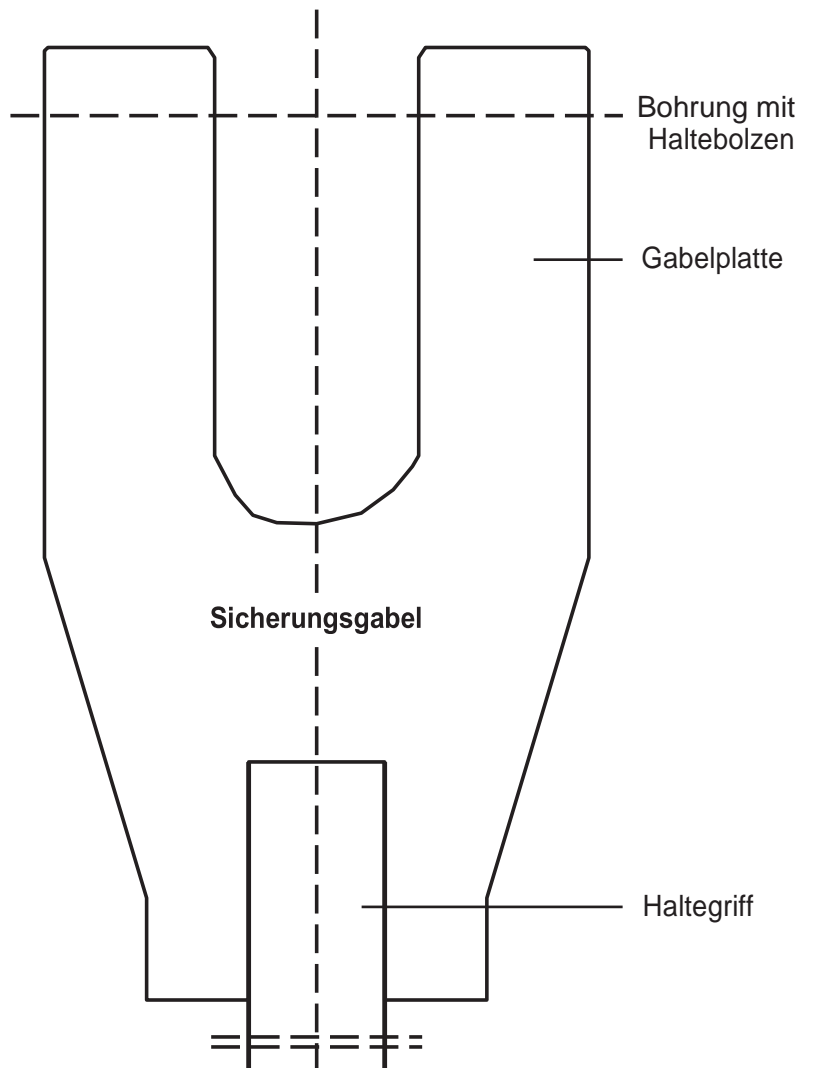 Bohrung mit
Haltebolzen
Gabelplatte
Sicherungsgabel
Haltegriff